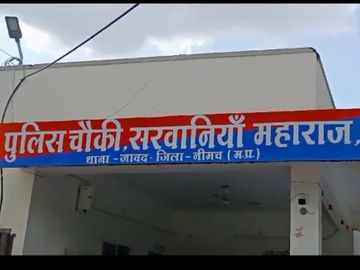 पुलिस चौकी, सरवानियाँ महाराज,
थाना - जावद - जिला - नीमच (म.प्र.)